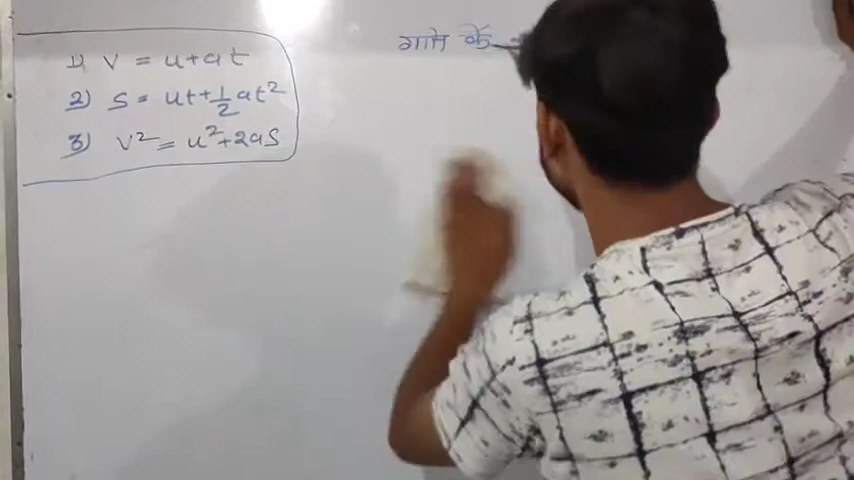 गति के
1) v = u+at
2) s = ut+½at²
3) v² = u²+2as